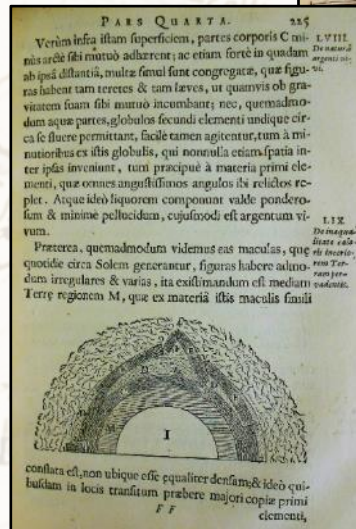 PARS QUARTA. 225
Verùm infra istam superficiem, partes corporis C mi-
nus arctè sibi mutuò adhærent; ac etiam fortè in quadam
ab ipsâ distantiâ, multæ simul sunt congregatæ, quæ figu-
ras habent tam teretes & tam læves, ut quamvis ob gra-
vitatem suam sibi mutuò incumbant; nec, quemadmo-
dum aquæ partes, globulos secundi elementi undique cir-
ca se fluere permittant, facilè tamen agitentur, tum à mi-
nutioribus ex istis globulis, qui nonnulla etiam spatia in-
ter ipsas inveniunt, tum præcipuè à materia primi ele-
menti, quæ omnes angustissimos angulos ibi relictos re-
plet. Atque ideò liquorem componunt valde pondero-
sum & minimè pellucidum, cujusmodi est argentum vi-
vum.
LVIII.
De naturâ
argenti vi-
vi.
Præterea, quemadmodum videmus eas maculas, quæ
quotidie circa Solem generantur, figuras habere admo-
dum irregulares & varias, ita existimandum est mediam
Terræ regionem M, quæ ex materiâ istis maculis simili
LIX.
De inæqua-
litate calo-
ris interio-
rem Ter-
ram per-
vadentis.
I
M
conflata est, non ubique esse æqualiter densam; & ideò qui-
busdam in locis transitum præbere majori copiæ primi
FF elementi,